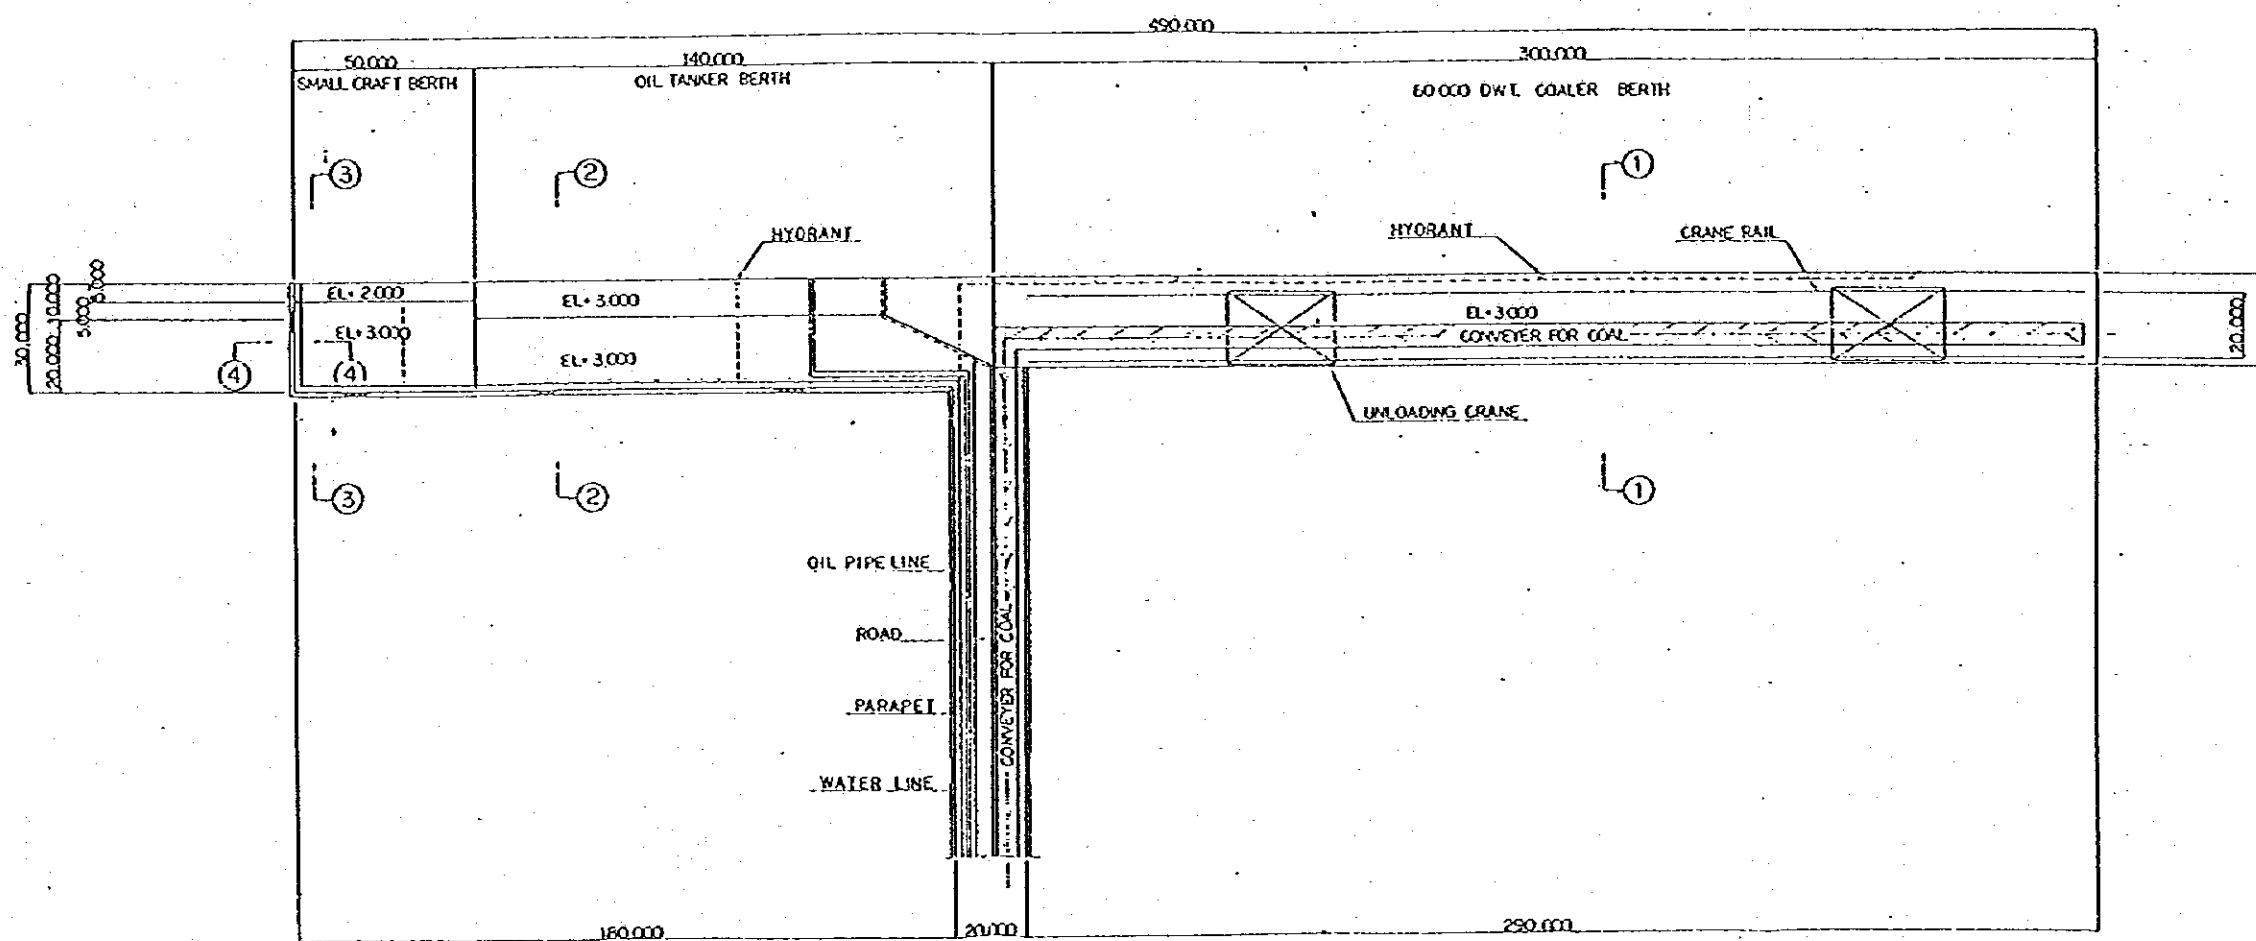 490.000
50.000
140.000
300.000
SMALL CRAFT BERTH
OIL TANKER BERTH
60000 DWT. COALER BERTH
3
2
1
HYDRANT
HYDRANT
CRANE RAIL
30.000
10.000
20.000
5.000
5.000
EL+2.000
EL+3.000
EL+3.000
EL+3.000
EL+3.000
CONVEYER FOR COAL
20.000
4
4
UNLOADING CRANE
3
2
1
OIL PIPE LINE
ROAD
PARAPET
WATER LINE
CONVEYER FOR COAL
180.000
20.000
290.000